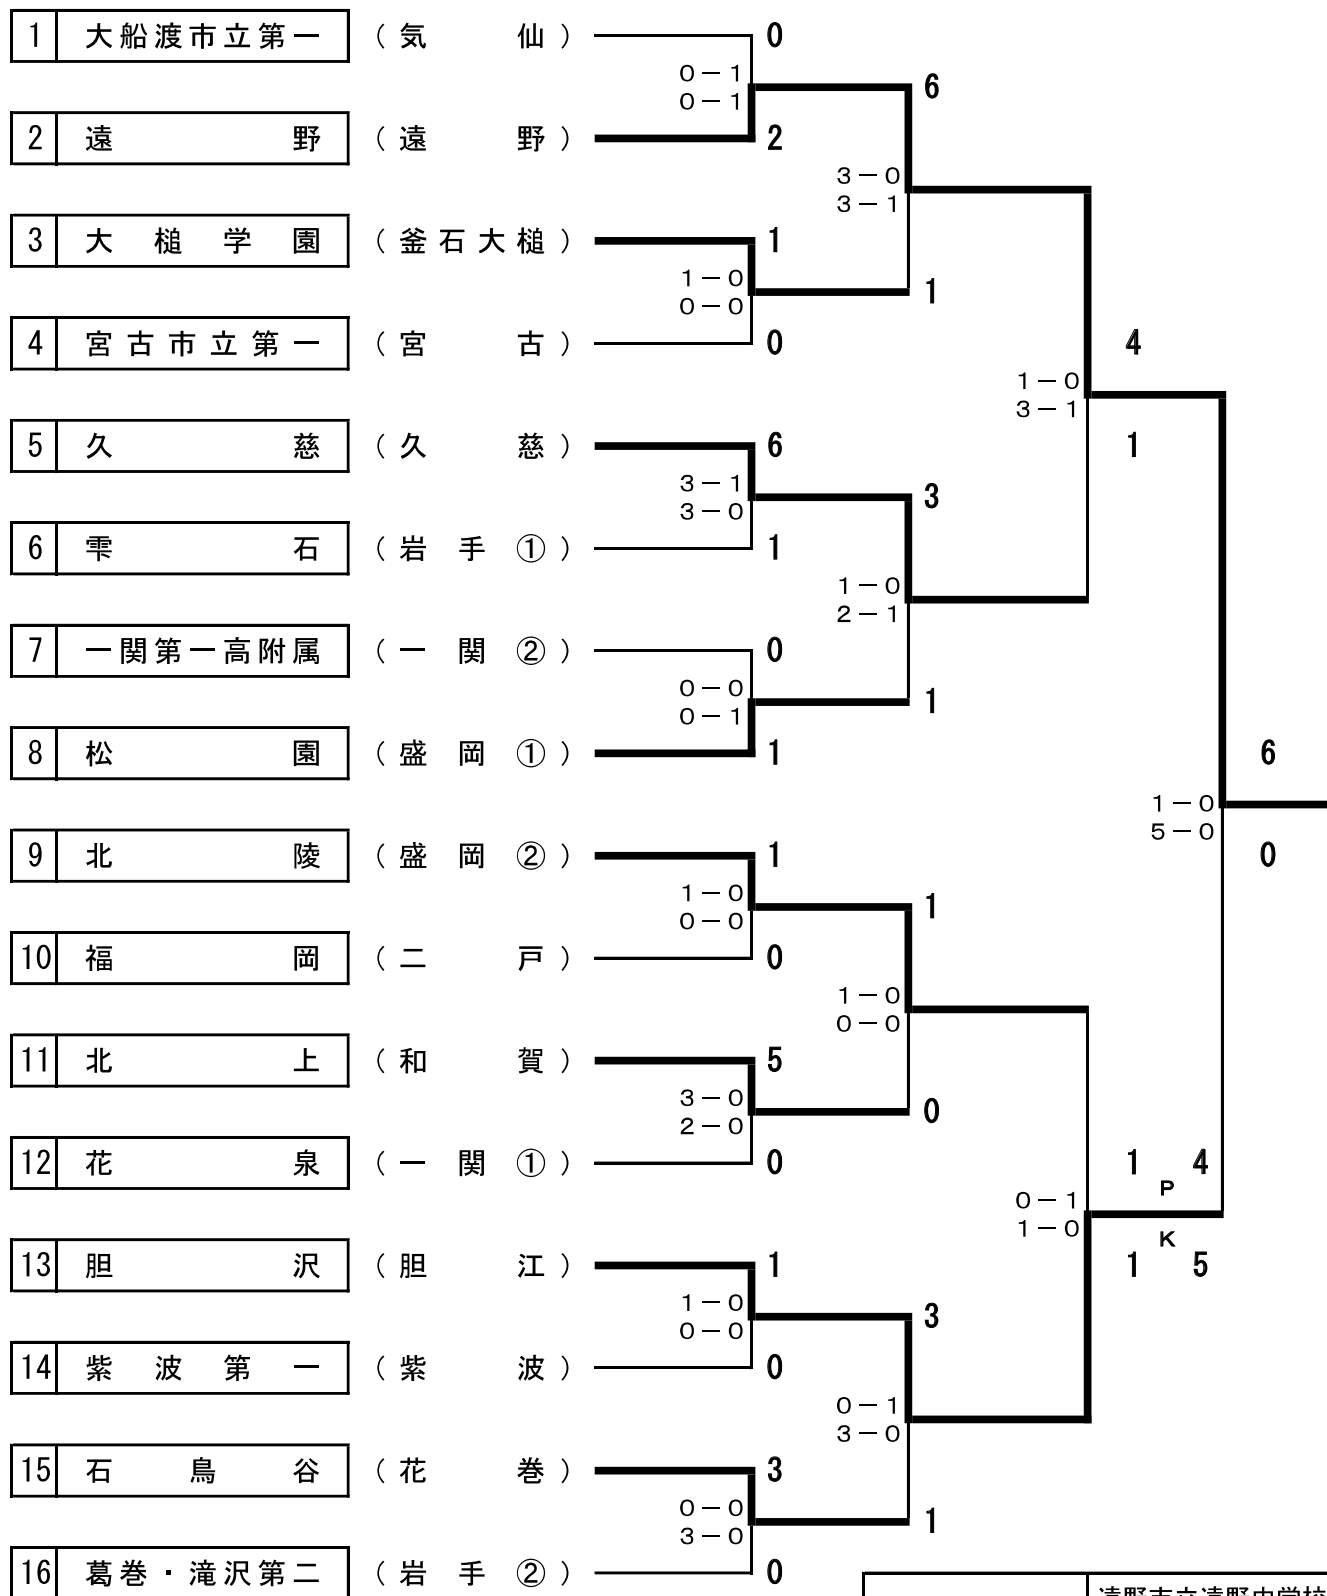 1 大船渡市立第一 （気仙） 0
0－1
0－1
6
2 遠野 （遠野） 2
3－0
3－1
3 大槌学園 （釜石大槌） 1
1－0
0－0
1
4 宮古市立第一 （宮古） 0
4
1－0
3－1
1
5 久慈 （久慈） 6
3－1
3－0
3
6 雫石 （岩手①） 1
1－0
2－1
7 一関第一高附属 （一関②） 0
0－0
0－1
1
8 松園 （盛岡①） 1
6
1－0
5－0
0
9 北陵 （盛岡②） 1
1－0
0－0
1
10 福岡 （二戸） 0
1－0
0－0
11 北上 （和賀） 5
3－0
2－0
0
12 花泉 （一関①） 0
1 4
P
0－1
1－0
K
1 5
13 胆沢 （胆江） 1
1－0
0－0
3
14 紫波第一 （紫波） 0
0－1
3－0
15 石鳥谷 （花巻） 3
0－0
3－0
1
16 葛巻・滝沢第二 （岩手②） 0
遠野市立遠野中学校